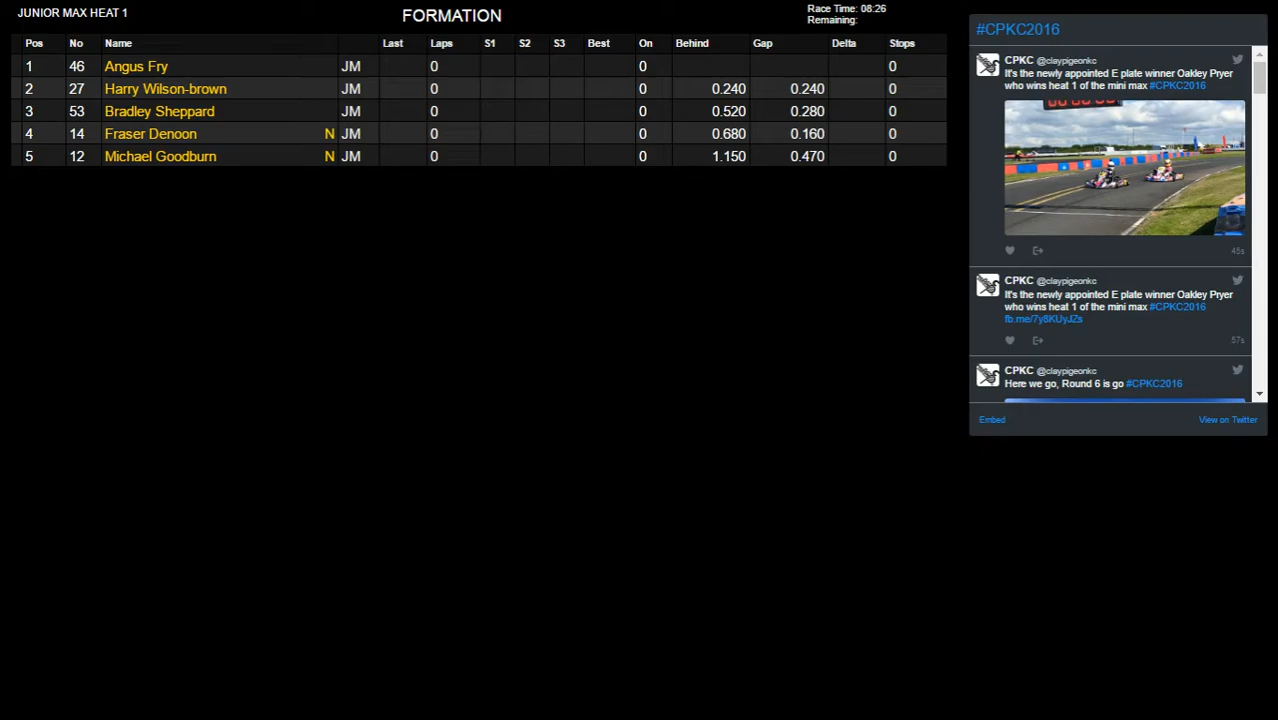 JUNIOR MAX HEAT 1
FORMATION
Race Time: 08:26
Remaining:
Pos No Name Last Laps S1 S2 S3 Best On Behind Gap Delta Stops
1 46 Angus Fry JM 0 0 0
2 27 Harry Wilson-brown JM 0 0 0.240 0.240 0
3 53 Bradley Sheppard JM 0 0 0.520 0.280 0
4 14 Fraser Denoon N JM 0 0 0.680 0.160 0
5 12 Michael Goodburn N JM 0 0 1.150 0.470 0
#CPKC2016
CPKC @claypigeonkc
It's the newly appointed E plate winner Oakley Pryer
who wins heat 1 of the mini max #CPKC2016
45s
CPKC @claypigeonkc
It's the newly appointed E plate winner Oakley Pryer
who wins heat 1 of the mini max #CPKC2016
fb.me/7y8KUyJZs
57s
CPKC @claypigeonkc
Here we go, Round 6 is go #CPKC2016
Embed View on Twitter